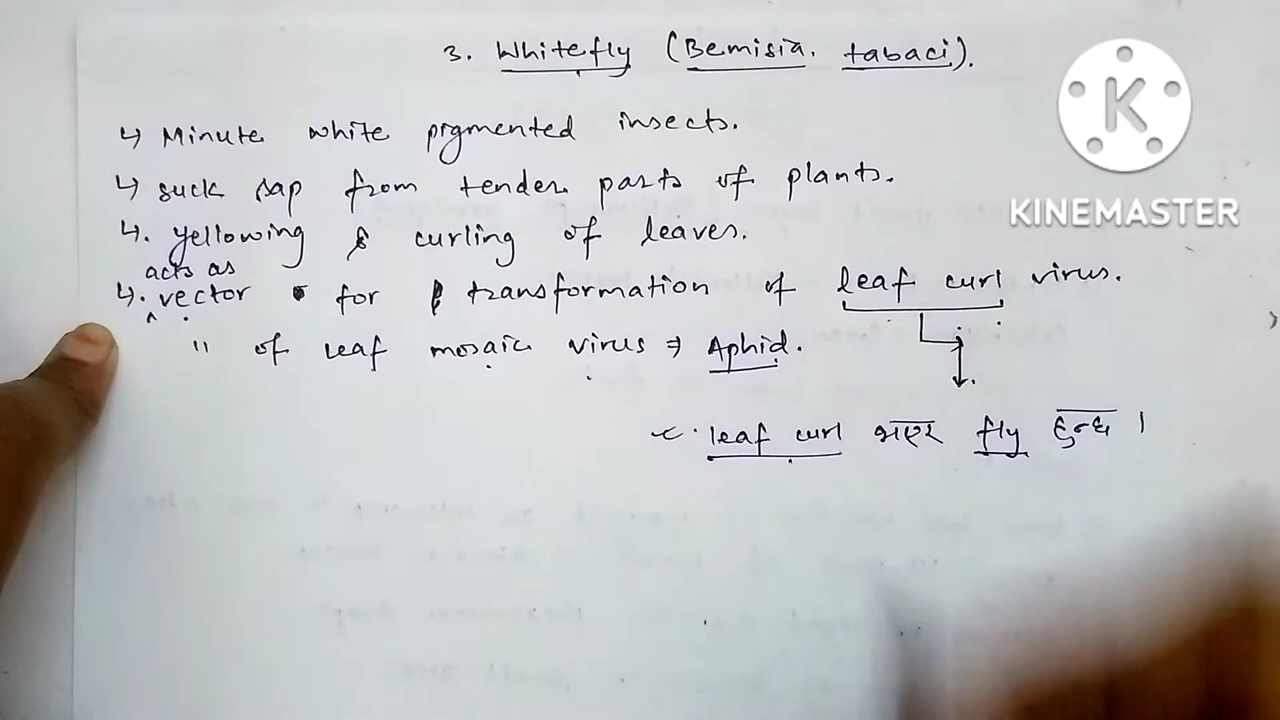 3. Whitefly (Bemisia. tabaci).
↳ Minute white pigmented insects.
↳ suck sap from tender parts of plants.
↳. yellowing & curling of leaves.
acts as
↳. vector for transformation of leaf curl virus.
" of leaf mosaic virus ⇒ Aphid.
leaf curl भएर fly हुन्छ ।
K
KINEMASTER